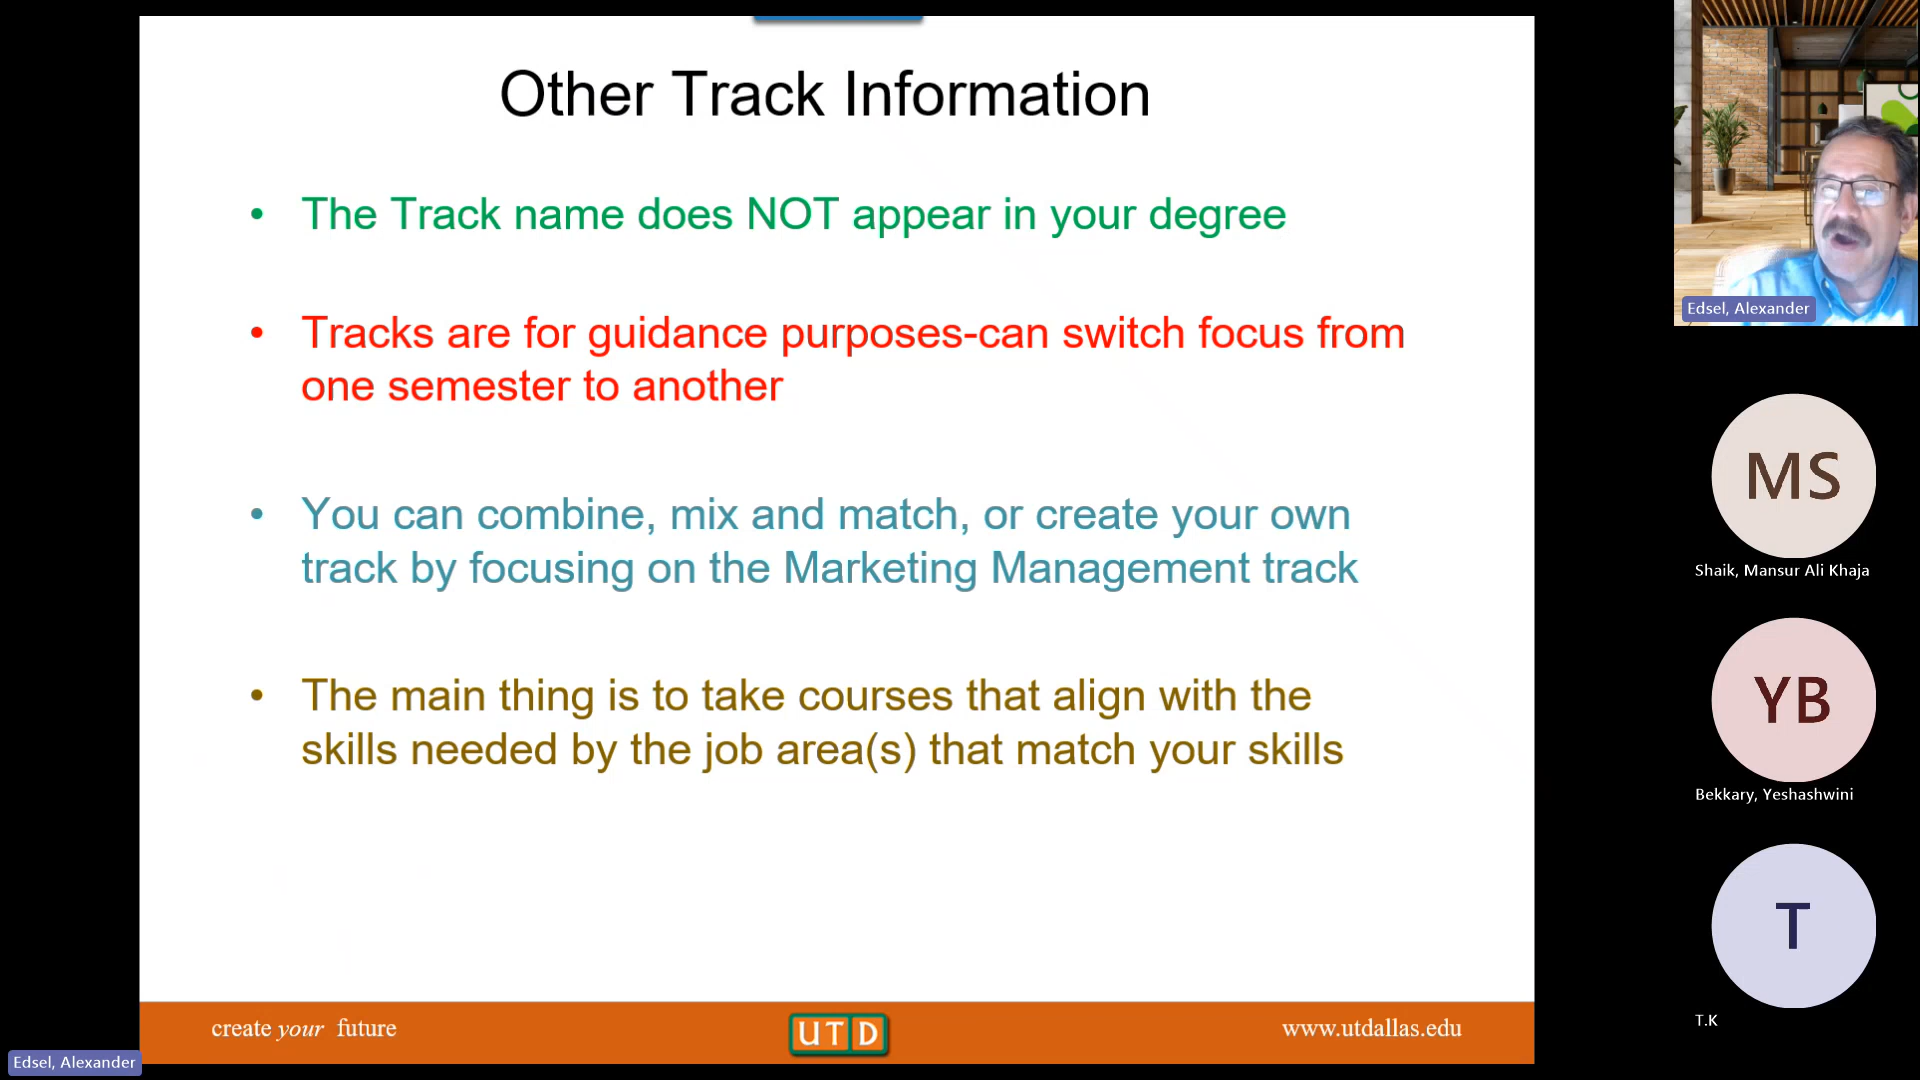 Other Track Information
• The Track name does NOT appear in your degree
• Tracks are for guidance purposes-can switch focus from
one semester to another
• You can combine, mix and match, or create your own
track by focusing on the Marketing Management track
• The main thing is to take courses that align with the
skills needed by the job area(s) that match your skills
create your future
UTD
www.utdallas.edu
Edsel, Alexander
Edsel, Alexander
MS
Shaik, Mansur Ali Khaja
YB
Bekkary, Yeshashwini
T
T.K